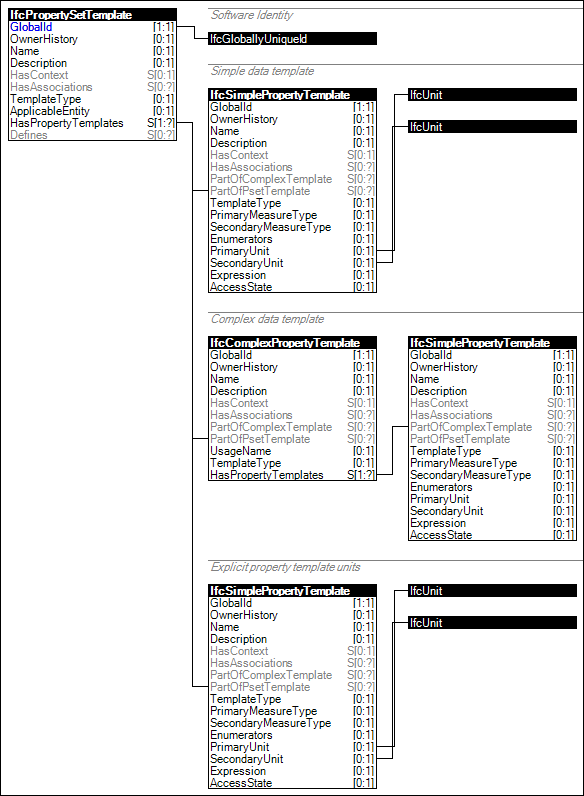 IfcPropertySetTemplate
GlobalId [1:1]
OwnerHistory [0:1]
Name [0:1]
Description [0:1]
HasContext S[0:1]
HasAssociations S[0:?]
TemplateType [0:1]
ApplicableEntity [0:1]
HasPropertyTemplates S[1:?]
Defines S[0:?]
Software Identity
IfcGloballyUniqueId
Simple data template
IfcSimplePropertyTemplate
GlobalId [1:1]
OwnerHistory [0:1]
Name [0:1]
Description [0:1]
HasContext S[0:1]
HasAssociations S[0:?]
PartOfComplexTemplate S[0:?]
PartOfPsetTemplate S[0:?]
TemplateType [0:1]
PrimaryMeasureType [0:1]
SecondaryMeasureType [0:1]
Enumerators [0:1]
PrimaryUnit [0:1]
SecondaryUnit [0:1]
Expression [0:1]
AccessState [0:1]
IfcUnit
IfcUnit
Complex data template
IfcComplexPropertyTemplate
GlobalId [1:1]
OwnerHistory [0:1]
Name [0:1]
Description [0:1]
HasContext S[0:1]
HasAssociations S[0:?]
PartOfComplexTemplate S[0:?]
PartOfPsetTemplate S[0:?]
UsageName [0:1]
TemplateType [0:1]
HasPropertyTemplates S[1:?]
IfcSimplePropertyTemplate
GlobalId [1:1]
OwnerHistory [0:1]
Name [0:1]
Description [0:1]
HasContext S[0:1]
HasAssociations S[0:?]
PartOfComplexTemplate S[0:?]
PartOfPsetTemplate S[0:?]
TemplateType [0:1]
PrimaryMeasureType [0:1]
SecondaryMeasureType [0:1]
Enumerators [0:1]
PrimaryUnit [0:1]
SecondaryUnit [0:1]
Expression [0:1]
AccessState [0:1]
Explicit property template units
IfcSimplePropertyTemplate
GlobalId [1:1]
OwnerHistory [0:1]
Name [0:1]
Description [0:1]
HasContext S[0:1]
HasAssociations S[0:?]
PartOfComplexTemplate S[0:?]
PartOfPsetTemplate S[0:?]
TemplateType [0:1]
PrimaryMeasureType [0:1]
SecondaryMeasureType [0:1]
Enumerators [0:1]
PrimaryUnit [0:1]
SecondaryUnit [0:1]
Expression [0:1]
AccessState [0:1]
IfcUnit
IfcUnit